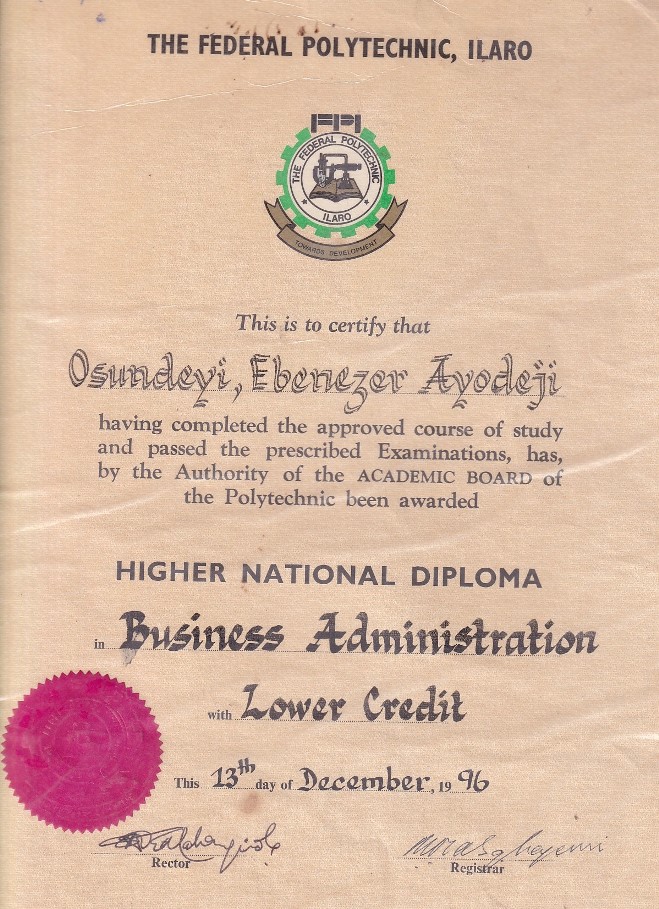 THE FEDERAL POLYTECHNIC, ILARO
FPI
THE FEDERAL POLYTECHNIC
ILARO
TOWARDS DEVELOPMENT
This is to certify that
Osundeyi, Ebenezer Ayodeji
having completed the approved course of study
and passed the prescribed Examinations, has,
by the Authority of the ACADEMIC BOARD of
the Polytechnic been awarded
HIGHER NATIONAL DIPLOMA
in Business Administration
with Lower Credit
This 13th day of December, 1996
Rector
Registrar